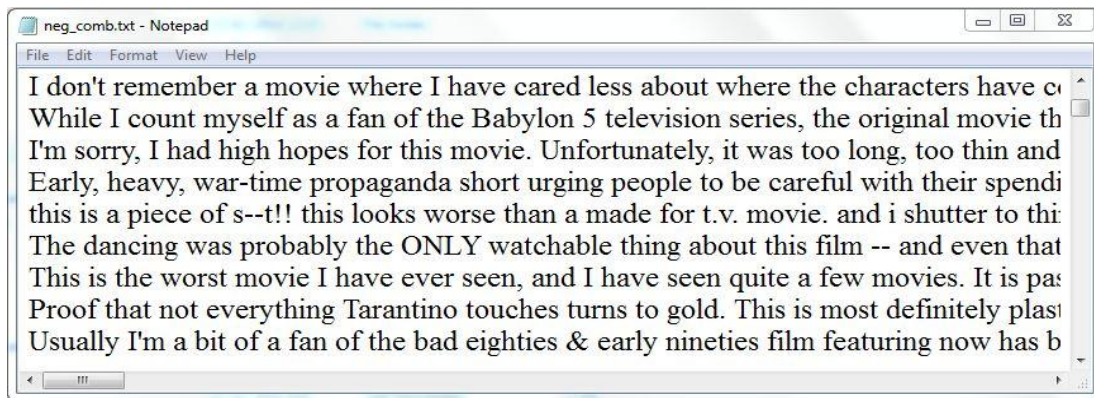 neg_comb.txt - Notepad
File Edit Format View Help
I don't remember a movie where I have cared less about where the characters have
While I count myself as a fan of the Babylon 5 television series, the original movie
I'm sorry, I had high hopes for this movie. Unfortunately, it was too long, too thin and
Early, heavy, war-time propaganda short urging people to be careful with their
this is a piece of s--t!! this looks worse than a made for t.v. movie. and i shutter to
The dancing was probably the ONLY watchable thing about this film -- and even that
This is the worst movie I have ever seen, and I have seen quite a few movies. It is
Proof that not everything Tarantino touches turns to gold. This is most definitely
Usually I'm a bit of a fan of the bad eighties & early nineties film featuring now has b